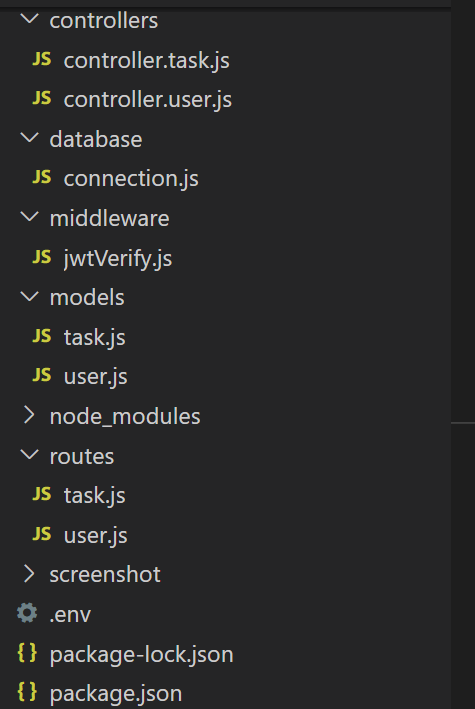 controllers
JS controller.task.js
JS controller.user.js
database
JS connection.js
middleware
JS jwtVerify.js
models
JS task.js
JS user.js
node_modules
routes
JS task.js
JS user.js
screenshot
.env
{} package-lock.json
{} package.json